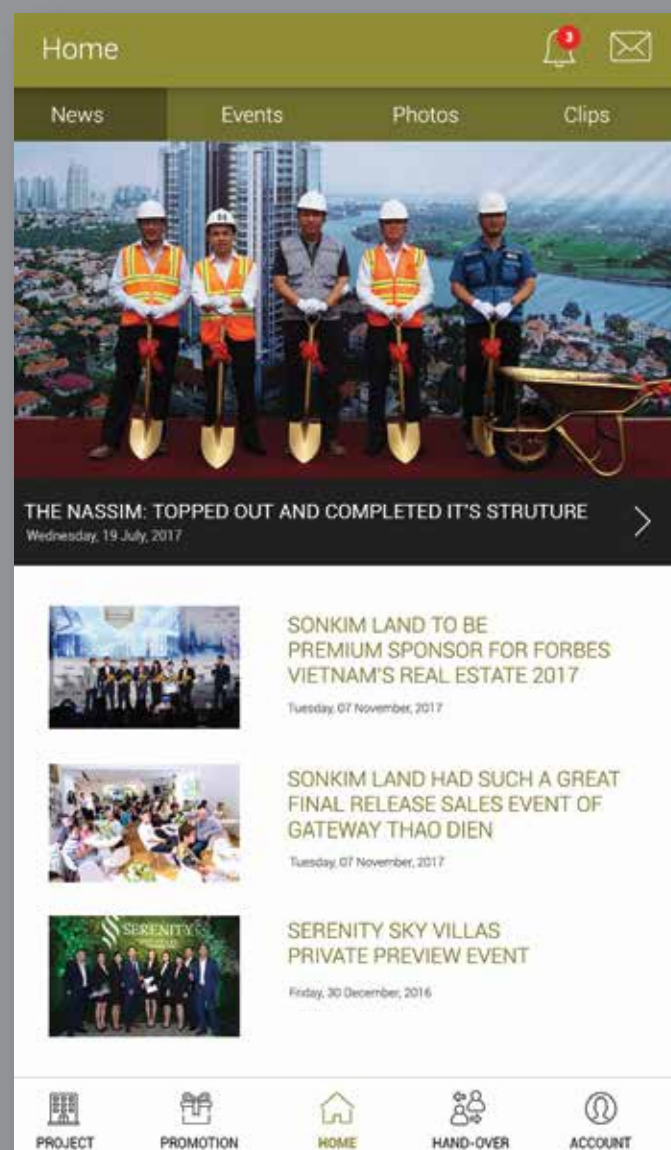 Home
3
News
Events
Photos
Clips
THE NASSIM: TOPPED OUT AND COMPLETED IT'S STRUTURE
Wednesday, 19 July, 2017
SONKIM LAND TO BE
PREMIUM SPONSOR FOR FORBES
VIETNAM'S REAL ESTATE 2017
Tuesday, 07 November, 2017
SONKIM LAND HAD SUCH A GREAT
FINAL RELEASE SALES EVENT OF
GATEWAY THAO DIEN
Tuesday, 07 November, 2017
SERENITY
SERENITY SKY VILLAS
PRIVATE PREVIEW EVENT
Friday, 30 December, 2016
PROJECT
PROMOTION
HOME
HAND-OVER
ACCOUNT